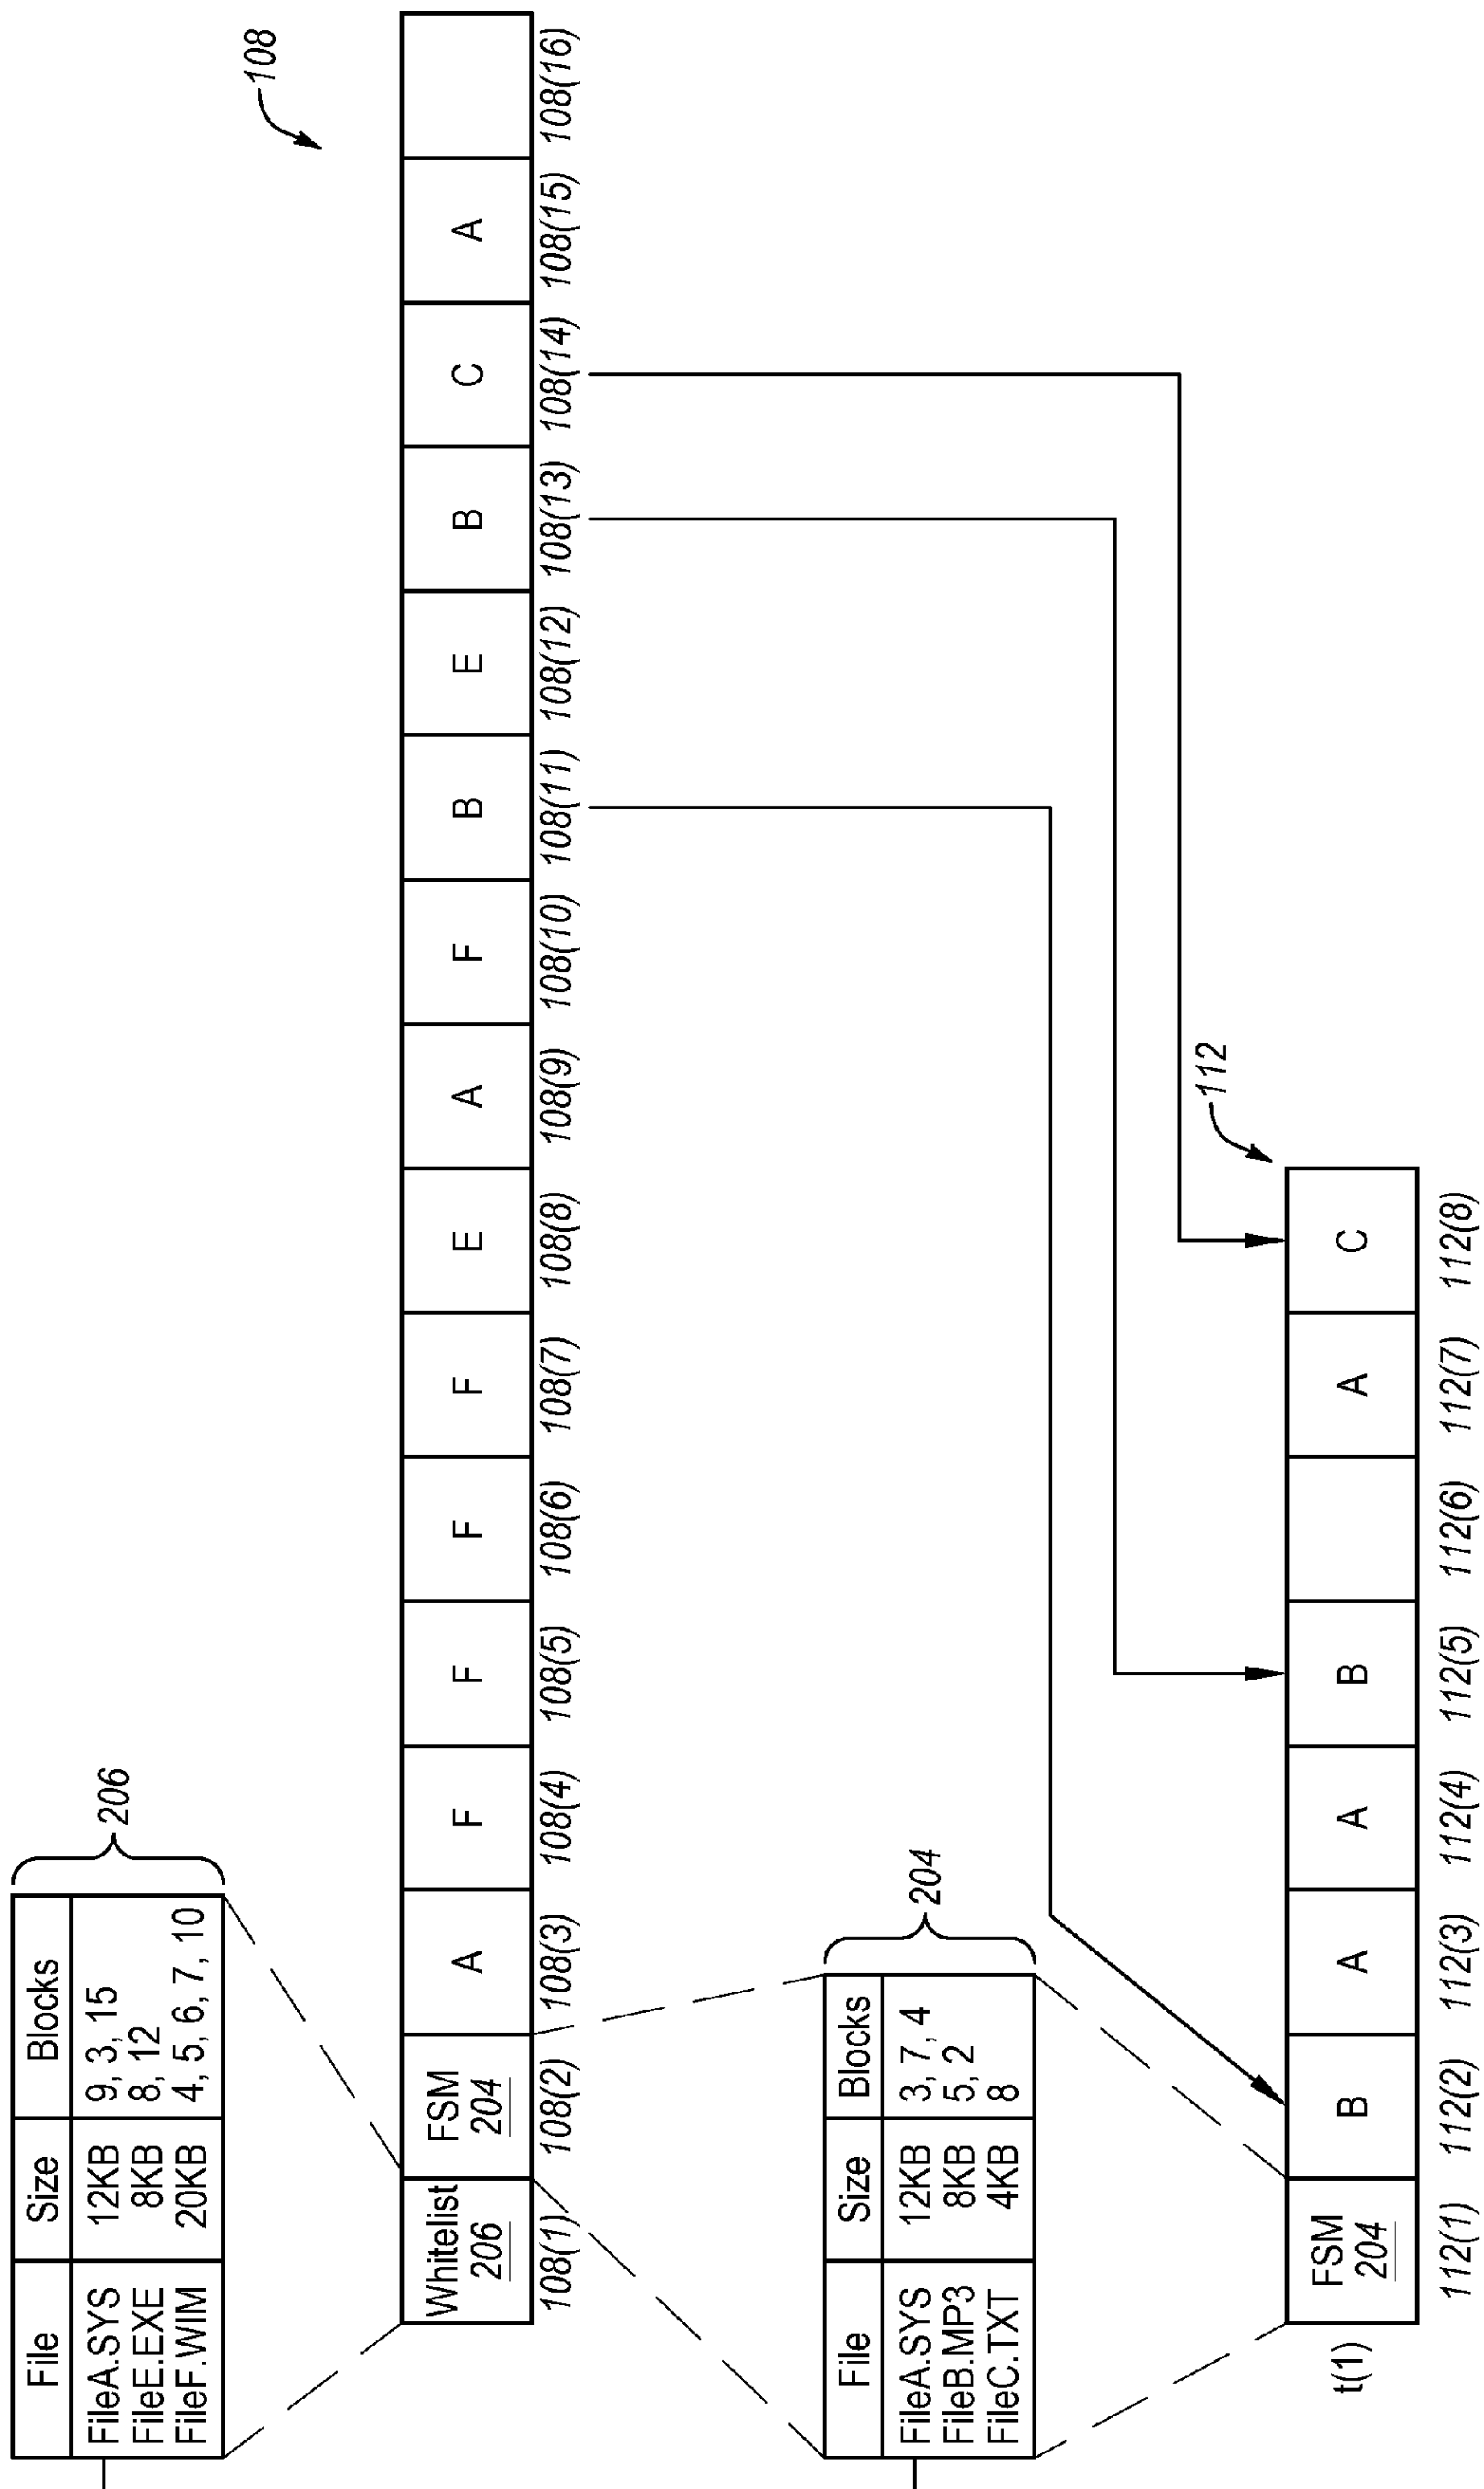 File Size Blocks
FileA.SYS 12KB 9, 3, 15
FileE.EXE 8KB 8, 12
FileF.WIM 20KB 4, 5, 6, 7, 10
206
108
Whitelist FSM A F F F F E A F B E B C A
206 204
108(1) 108(2) 108(3) 108(4) 108(5) 108(6) 108(7) 108(8) 108(9) 108(10) 108(11) 108(12) 108(13) 108(14) 108(15) 108(16)
File Size Blocks
FileA.SYS 12KB 3, 7, 4
FileB.MP3 8KB 5, 2
FileC.TXT 4KB 8
204
112
t(1) FSM B A A B A C
204
112(1) 112(2) 112(3) 112(4) 112(5) 112(6) 112(7) 112(8)